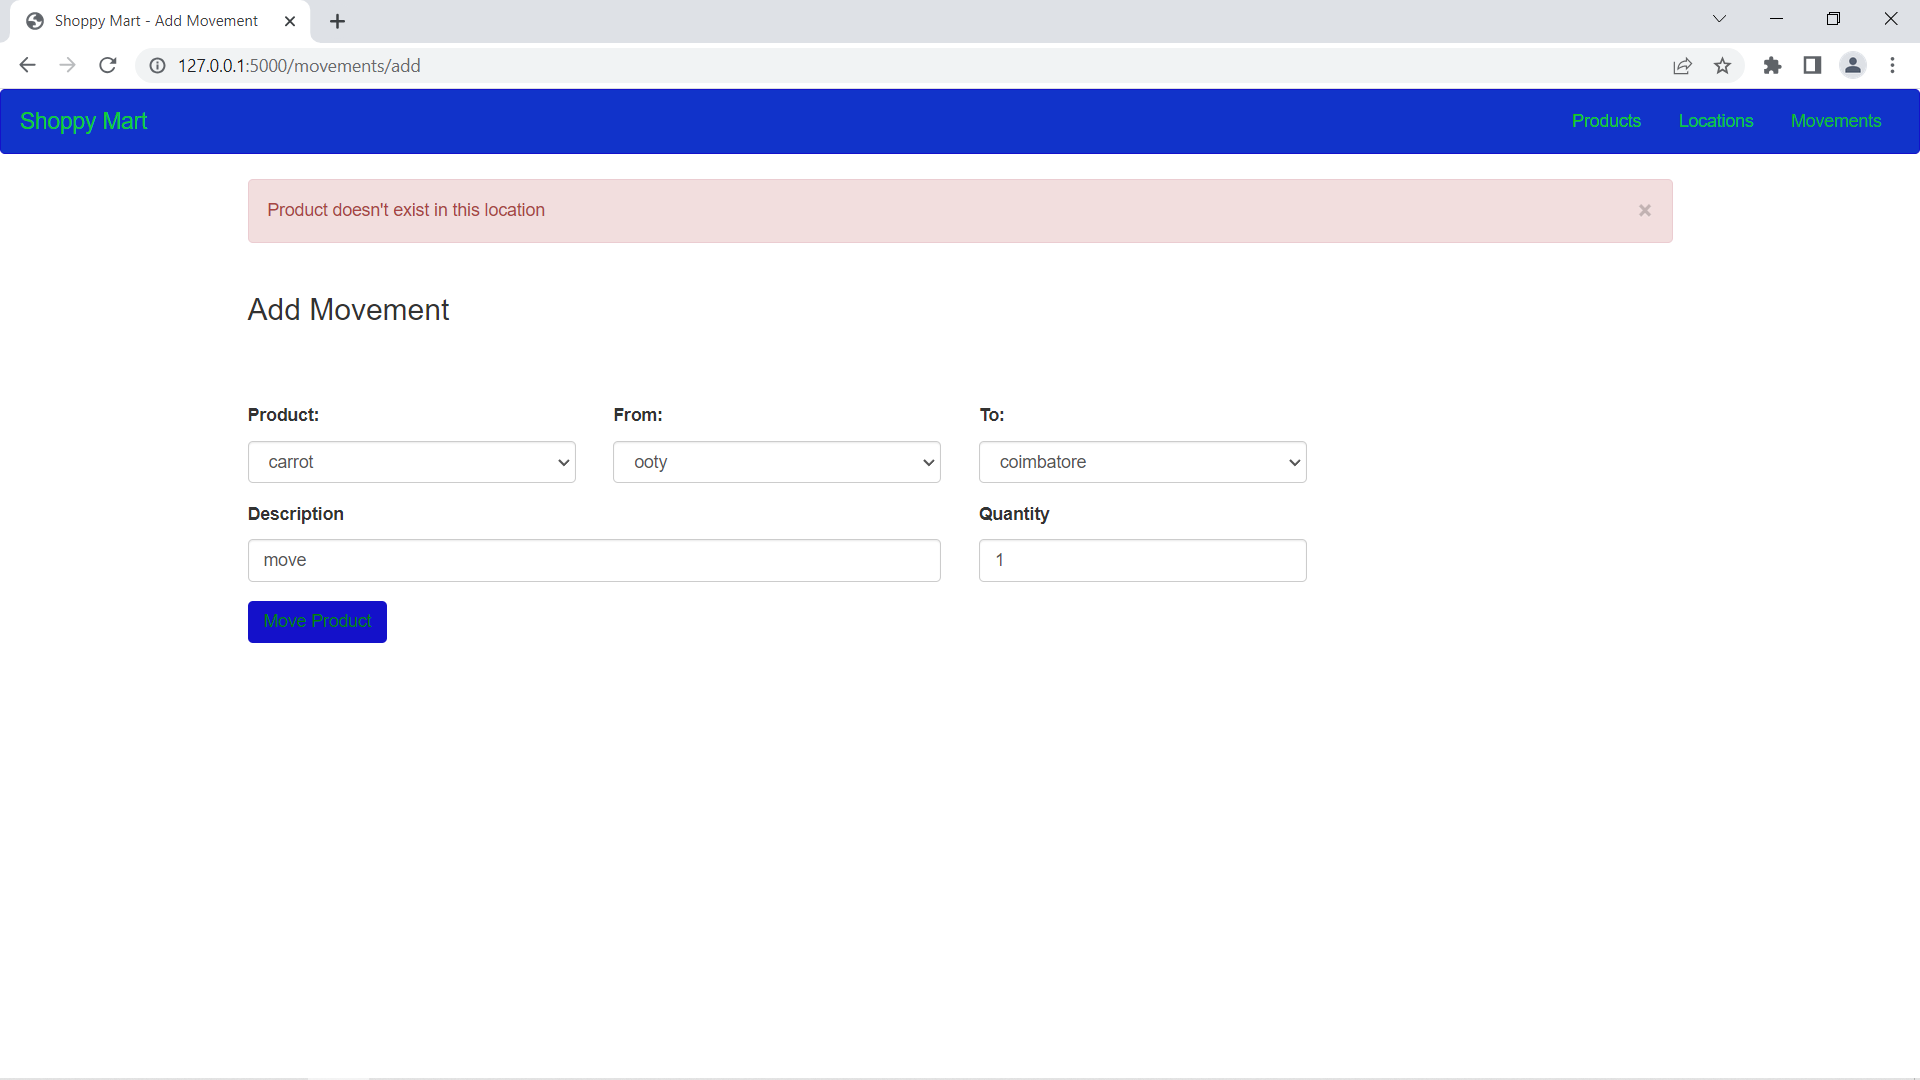 Shoppy Mart - Add Movement
127.0.0.1:5000/movements/add
Shoppy Mart
Products
Locations
Movements
Product doesn't exist in this location
×
Add Movement
Product:
From:
To:
carrot
ooty
coimbatore
Description
Quantity
move
1
Move Product